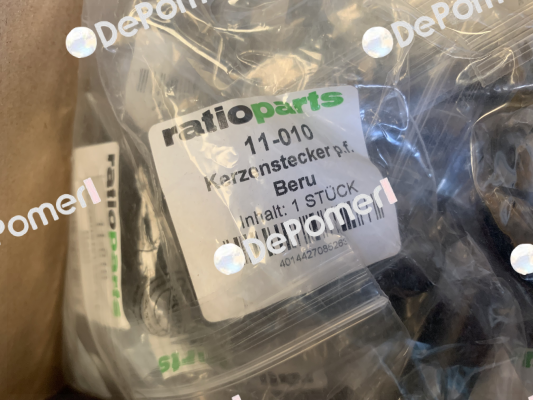 DePomer
DePomer
ratioparts
11-010
Kerzenstecker p.f.
Beru
Inhalt: 1 STÜCK
DePomer
DePomer
ratioparts